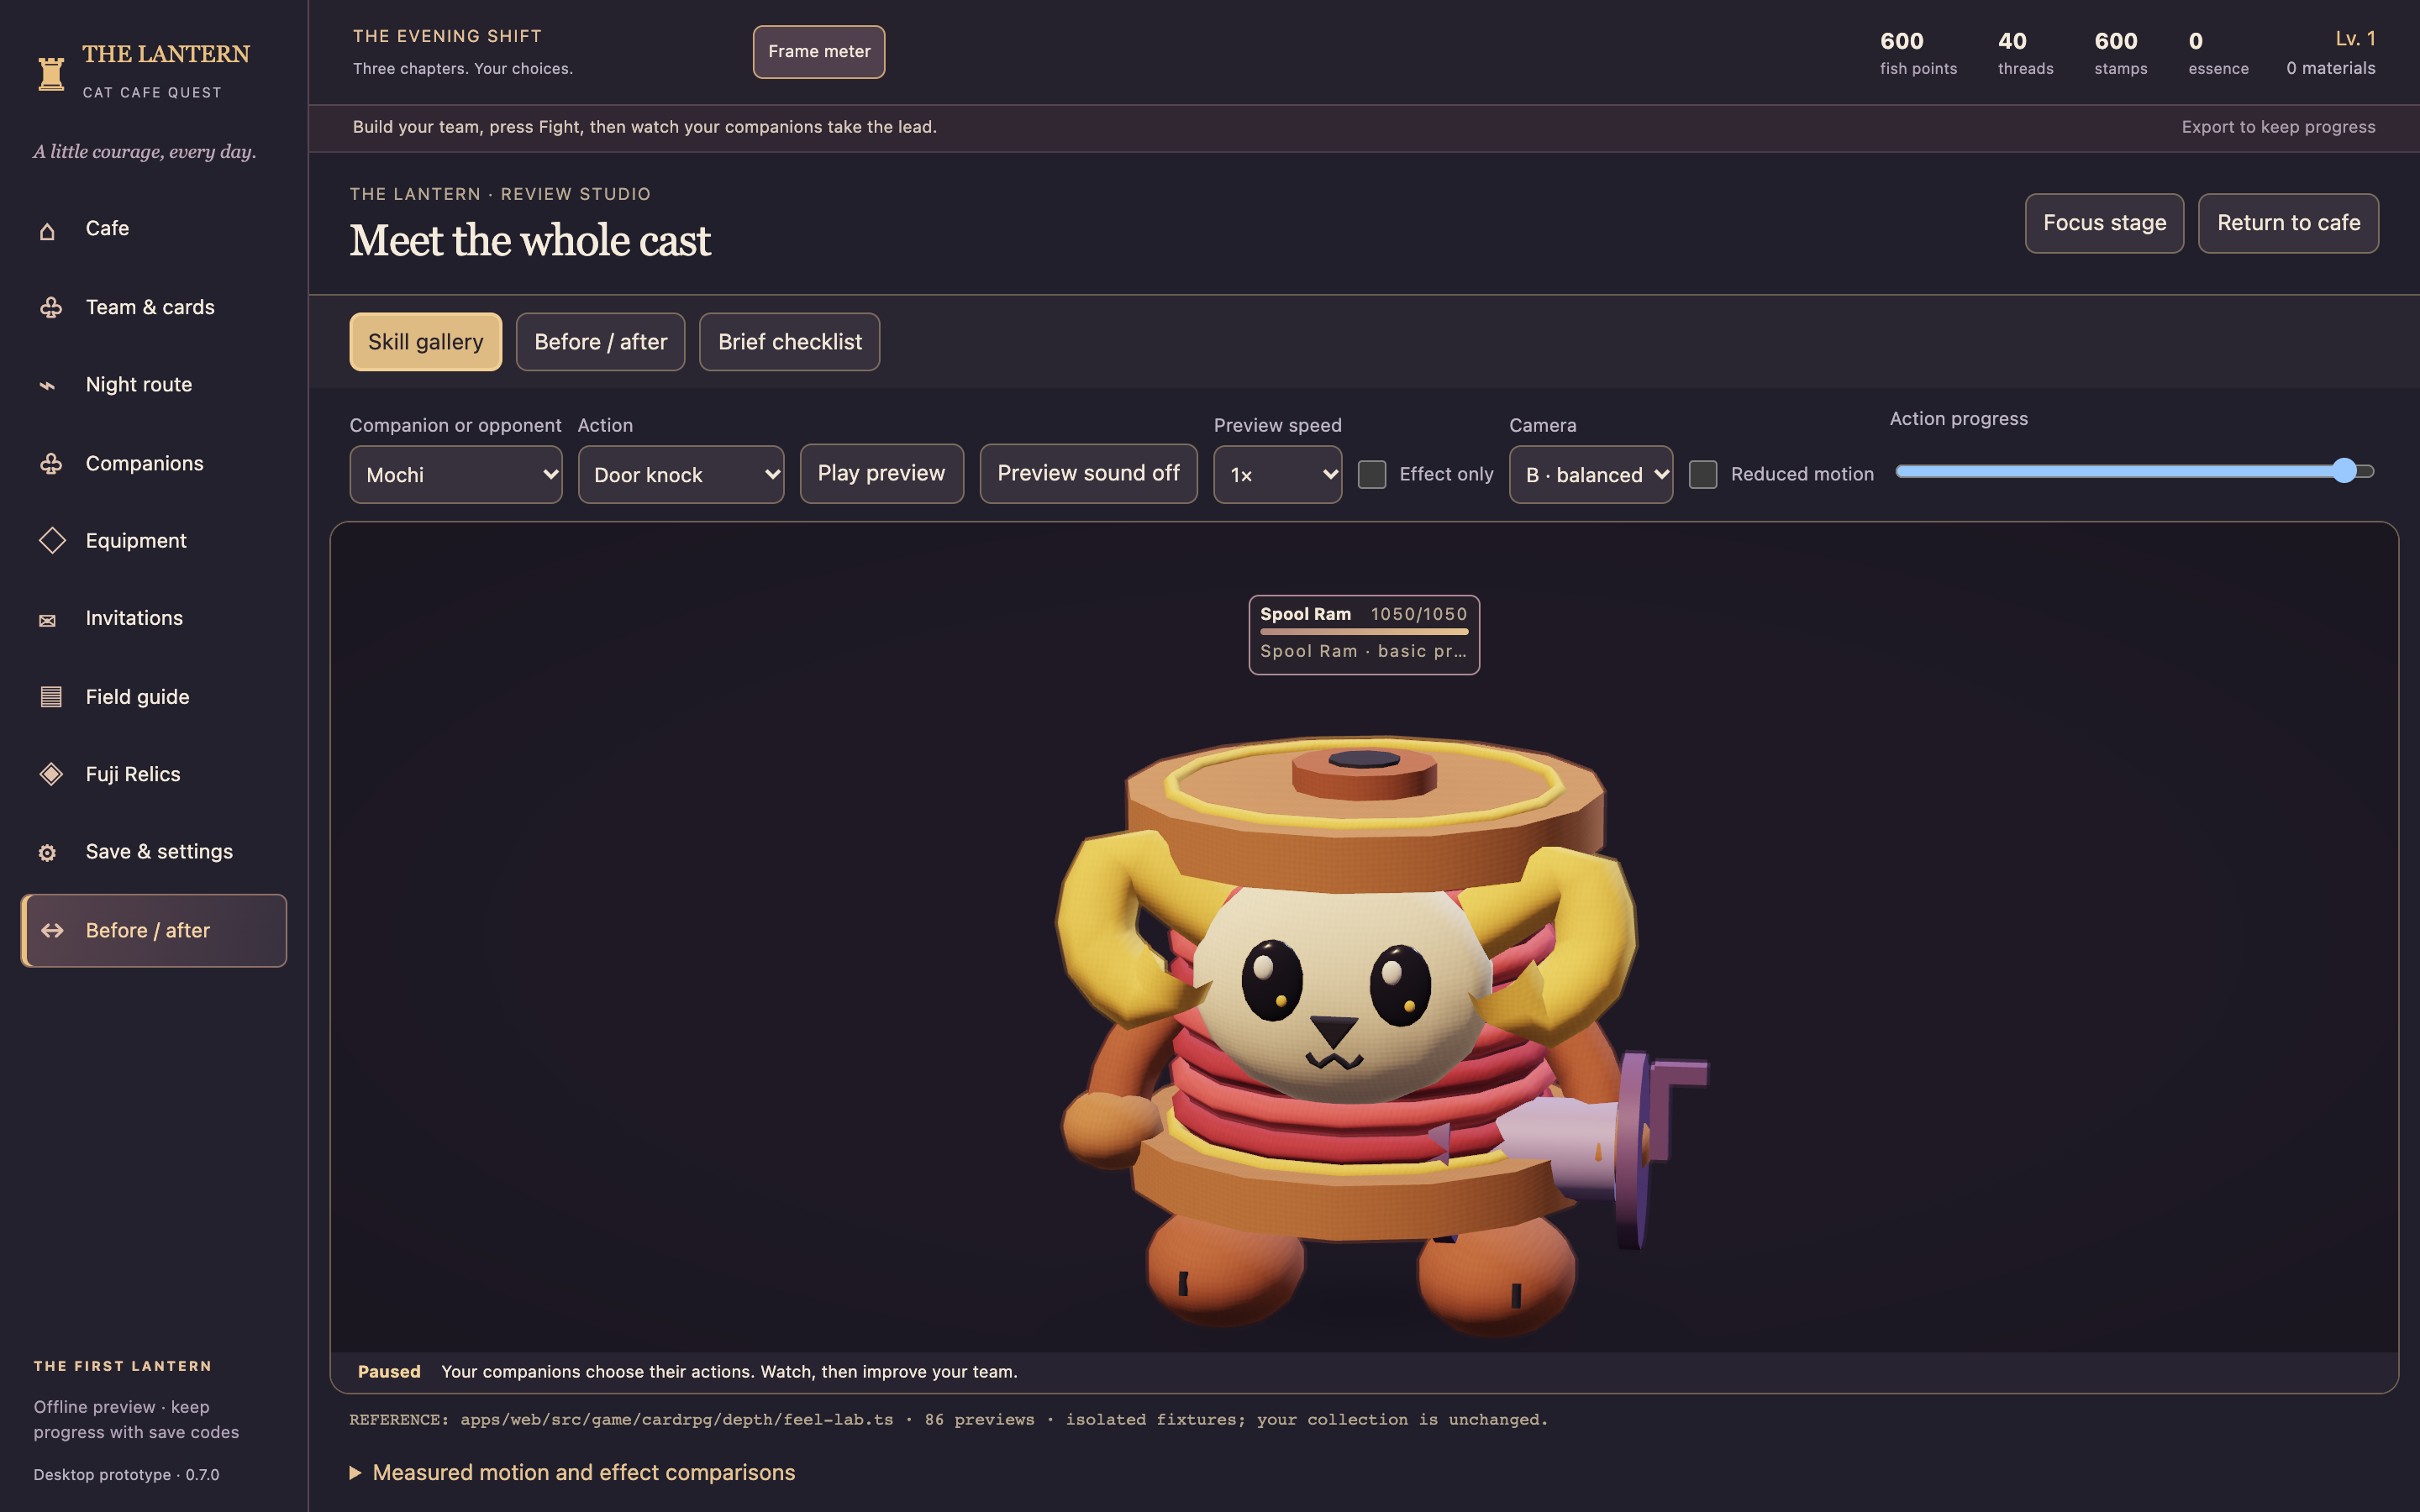 THE LANTERN
CAT CAFE QUEST
A little courage, every day.
Cafe
Team & cards
Night route
Companions
Equipment
Invitations
Field guide
Fuji Relics
Save & settings
Before / after
THE FIRST LANTERN
Offline preview · keep
progress with save codes
Desktop prototype · 0.7.0
THE EVENING SHIFT
Three chapters. Your choices.
Frame meter
600
fish points
40
threads
600
stamps
0
essence
Lv. 1
0 materials
Build your team, press Fight, then watch your companions take the lead.
Export to keep progress
THE LANTERN · REVIEW STUDIO
Meet the whole cast
Focus stage
Return to cafe
Skill gallery
Before / after
Brief checklist
Companion or opponent
Mochi
Action
Door knock
Play preview
Preview sound off
Preview speed
1×
Effect only
Camera
B · balanced
Reduced motion
Action progress
Spool Ram 1050/1050
Spool Ram · basic pr...
Paused Your companions choose their actions. Watch, then improve your team.
REFERENCE: apps/web/src/game/cardrpg/depth/feel-lab.ts · 86 previews · isolated fixtures; your collection is unchanged.
Measured motion and effect comparisons